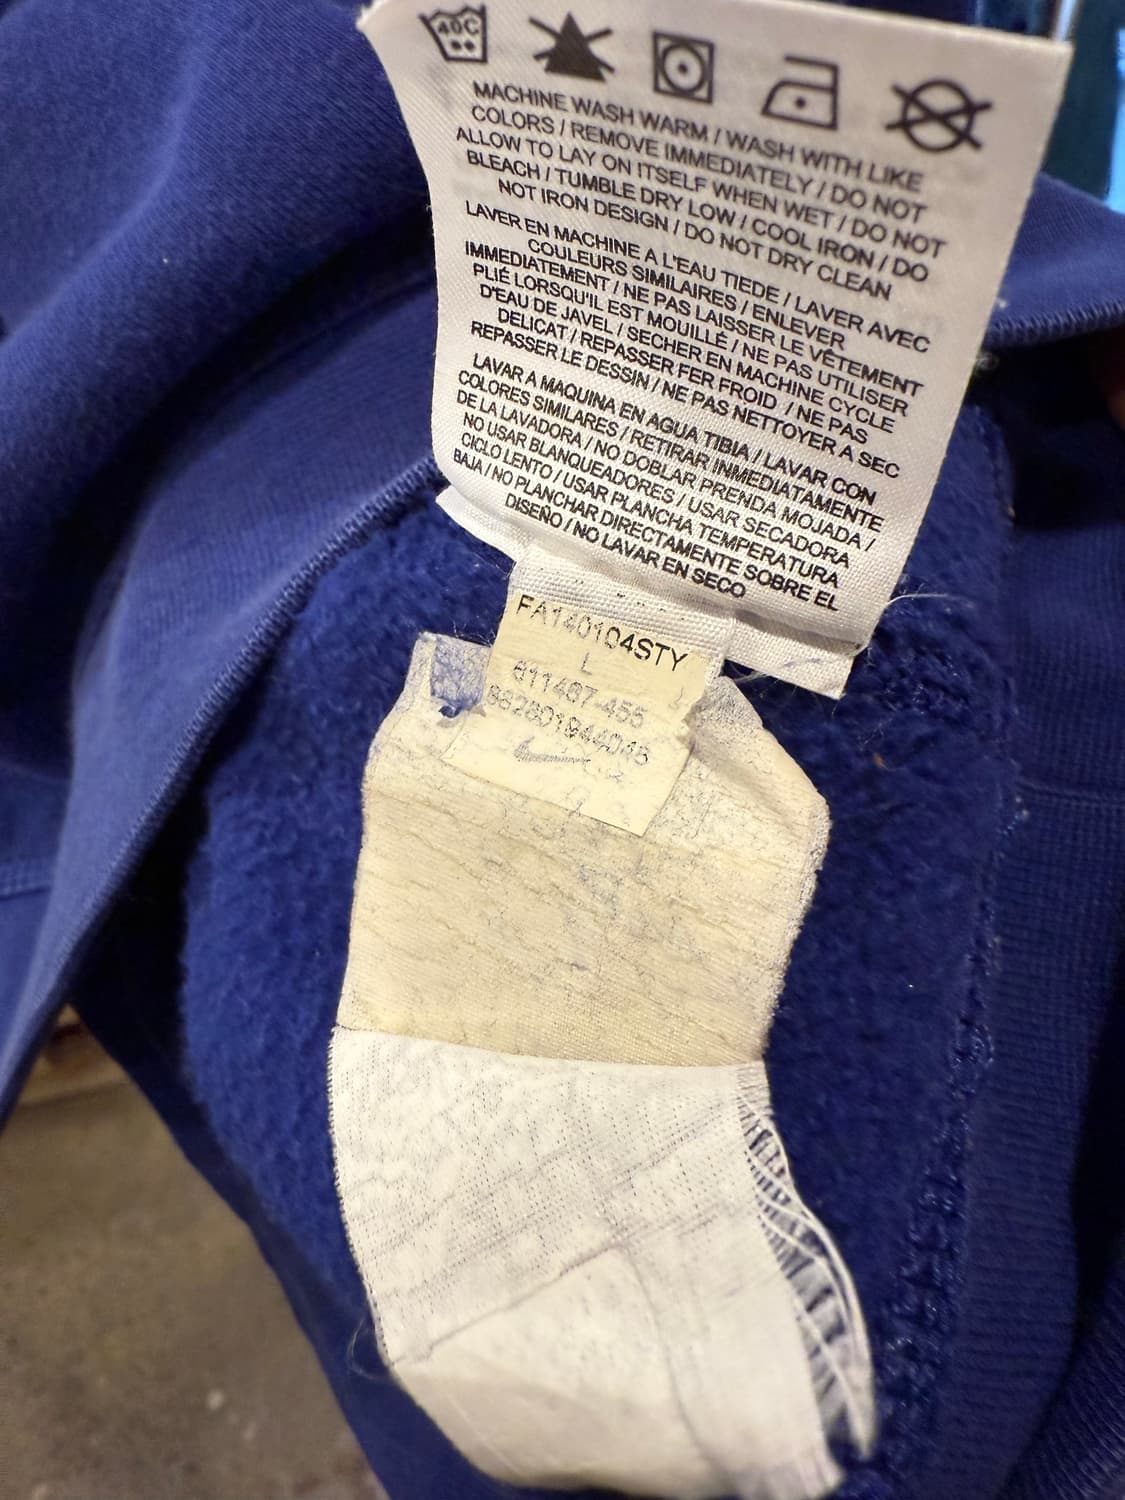 40C
MACHINE WASH WARM / WASH WITH LIKE
COLORS / REMOVE IMMEDIATELY / DO NOT
ALLOW TO LAY ON ITSELF WHEN WET / DO NOT
BLEACH / TUMBLE DRY LOW / COOL IRON / DO
NOT IRON DESIGN / DO NOT DRY CLEAN
LAVER EN MACHINE A L'EAU TIEDE / LAVER AVEC
COULEURS SIMILAIRES / ENLEVER
IMMEDIATEMENT / NE PAS LAISSER LE VÊTEMENT
PLIÉ LORSQU'IL EST MOUILLÉ / NE PAS UTILISER
D'EAU DE JAVEL / SECHER EN MACHINE CYCLE
DELICAT / REPASSER FER FROID / NE PAS
REPASSER LE DESSIN / NE PAS NETTOYER A SEC
LAVAR A MAQUINA EN AGUA TIBIA / LAVAR CON
COLORES SIMILARES / RETIRAR INMEDIATAMENTE
DE LA LAVADORA / NO DOBLAR PRENDA MOJADA /
NO USAR BLANQUEADORES / USAR SECADORA
CICLO LENTO / USAR PLANCHA TEMPERATURA
BAJA / NO PLANCHAR DIRECTAMENTE SOBRE EL
DISEÑO / NO LAVAR EN SECO
FA140104STY
L
611467-455
882801944046